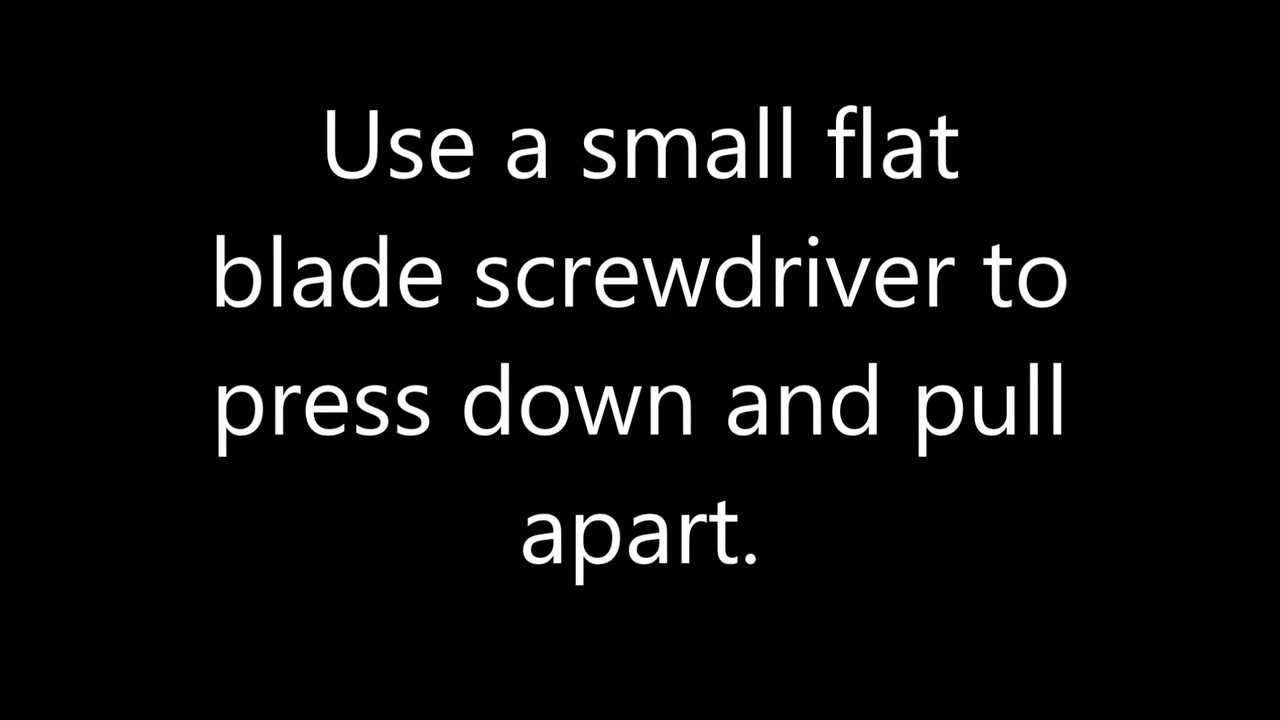 Use a small flat
blade screwdriver to
press down and pull
apart.